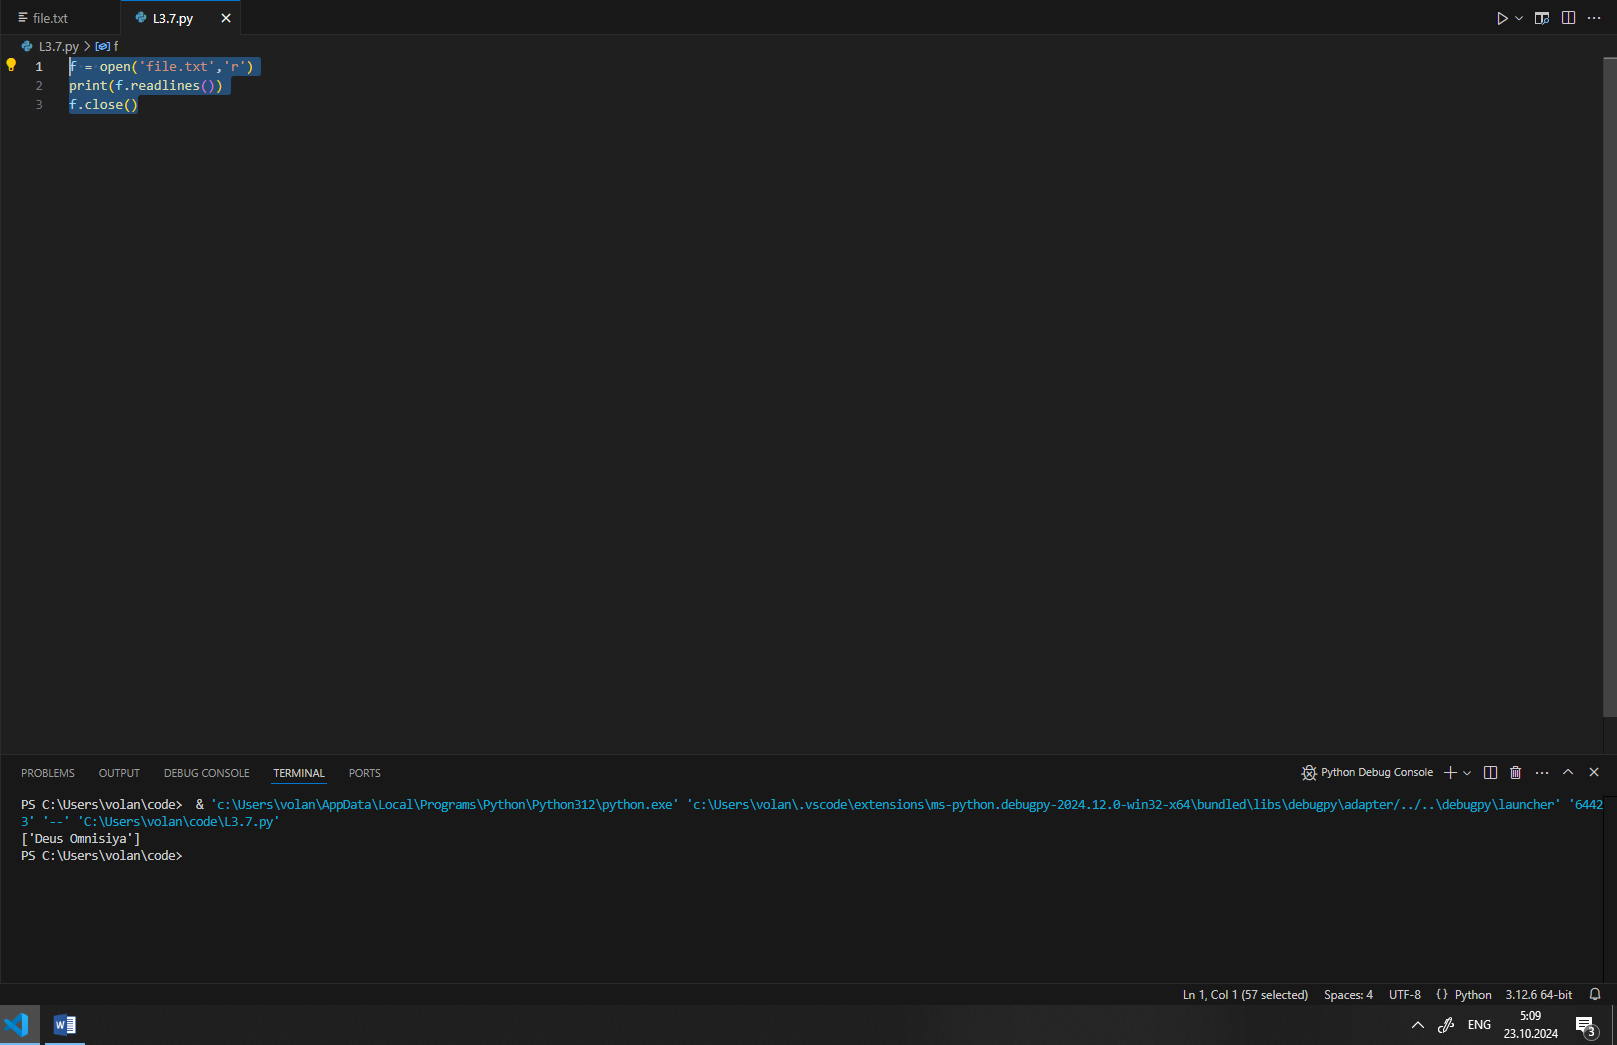 file.txt
L3.7.py
L3.7.py > f
1 f = open('file.txt','r')
2 print(f.readlines())
3 f.close()
PROBLEMS OUTPUT DEBUG CONSOLE TERMINAL PORTS
Python Debug Console
PS C:\Users\volan\code>  & 'c:\Users\volan\AppData\Local\Programs\Python\Python312\python.exe' 'c:\Users\volan\.vscode\extensions\ms-python.debugpy-2024.12.0-win32-x64\bundled\libs\debugpy\adapter/../..\debugpy\launcher' '6442
3' '--' 'C:\Users\volan\code\L3.7.py'
['Deus Omnisiya']
PS C:\Users\volan\code>
Ln 1, Col 1 (57 selected) Spaces: 4 UTF-8 {} Python 3.12.6 64-bit
W
ENG
5:09
23.10.2024
3